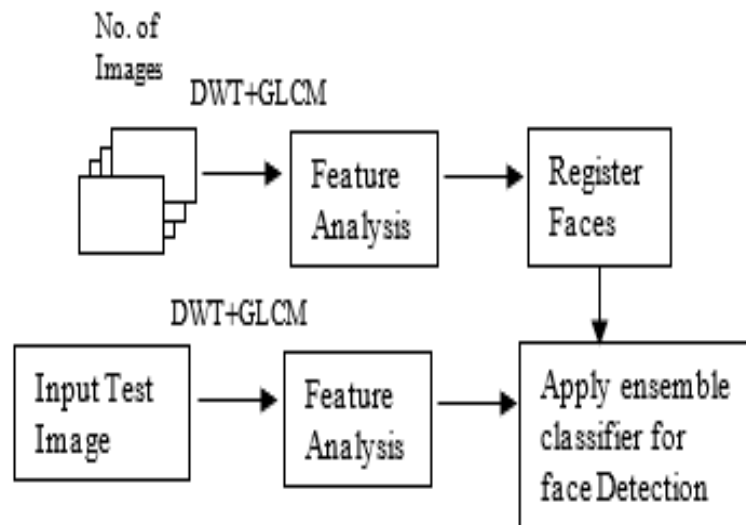 No. of
Images
DWT+GLCM
Feature
Analysis
Register
Faces
DWT+GLCM
Input Test
Image
Feature
Analysis
Apply ensemble
classifier for
face Detection